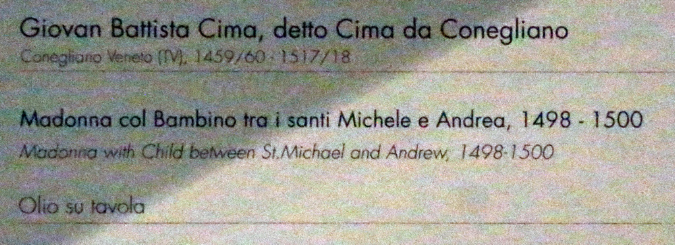 Giovan Battista Cima, detto Cima da Conegliano
Conegliano Veneto (TV), 1459/60 - 1517/18
Madonna col Bambino tra i santi Michele e Andrea, 1498 - 1500
Madonna with Child between St.Michael and Andrew, 1498-1500
Olio su tavola